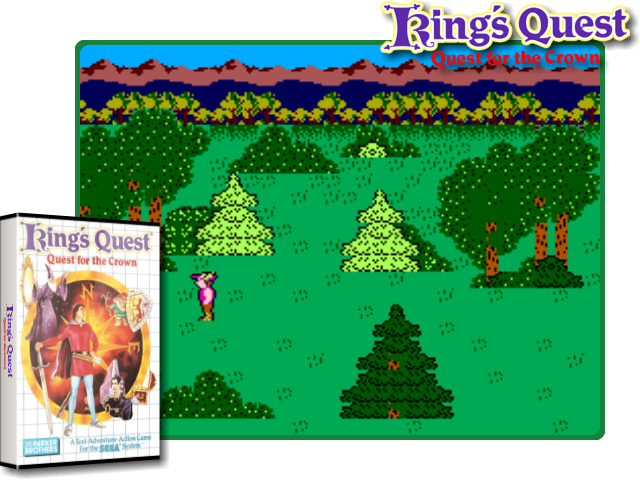 King's Quest
Quest for the Crown
King's Quest
Quest for the Crown
King's Quest
PARKER
BROTHERS
A Text-Adventure-Action Game
For the SEGA System